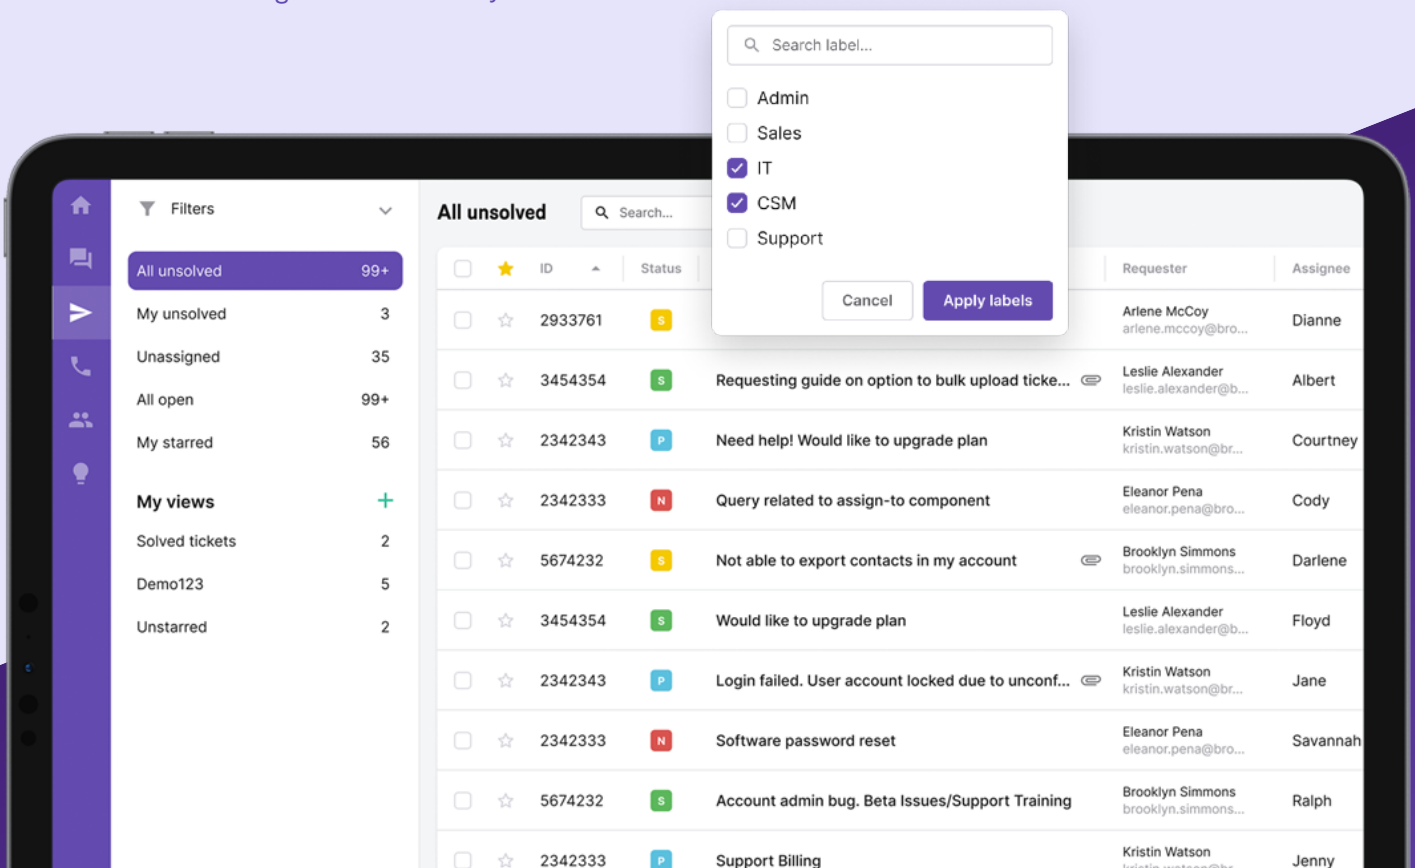 Search label...
Admin
Sales
IT
CSM
Support
Cancel
Apply labels
Filters
All unsolved 99+
My unsolved 3
Unassigned 35
All open 99+
My starred 56
My views +
Solved tickets 2
Demo123 5
Unstarred 2
All unsolved
Search...
ID Status Requester Assignee
2933761 S Arlene McCoy Dianne
arlene.mccoy@bro...
3454354 S Requesting guide on option to bulk upload ticke... Leslie Alexander Albert
leslie.alexander@b...
2342343 P Need help! Would like to upgrade plan Kristin Watson Courtney
kristin.watson@br...
2342333 N Query related to assign-to component Eleanor Pena Cody
eleanor.pena@bro...
5674232 S Not able to export contacts in my account Brooklyn Simmons Darlene
brooklyn.simmons...
3454354 S Would like to upgrade plan Leslie Alexander Floyd
leslie.alexander@b...
2342343 P Login failed. User account locked due to unconf... Kristin Watson Jane
kristin.watson@br...
2342333 N Software password reset Eleanor Pena Savannah
eleanor.pena@bro...
5674232 S Account admin bug. Beta Issues/Support Training Brooklyn Simmons Ralph
brooklyn.simmons...
2342333 P Support Billing Kristin Watson Jenny